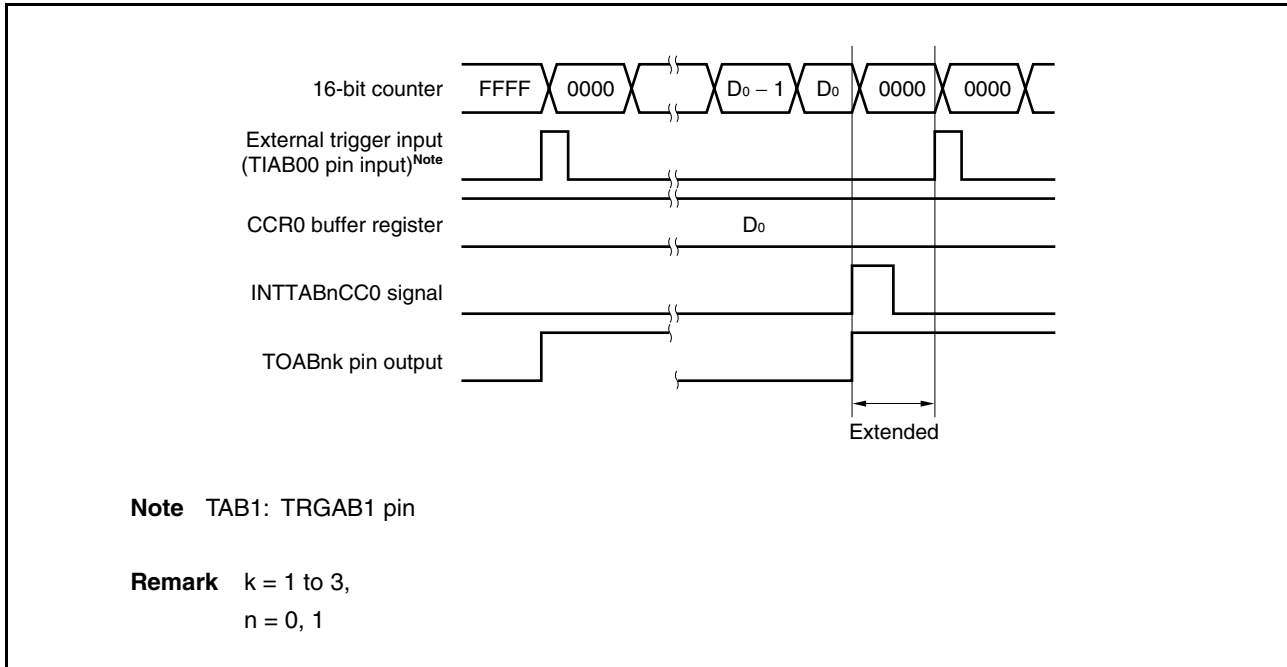 16-bit counter FFFF 0000 D₀ − 1 D₀ 0000 0000
External trigger input
(TIAB00 pin input)Note
CCR0 buffer register D₀
INTTABnCC0 signal
TOABnk pin output
Extended
Note TAB1: TRGAB1 pin
Remark k = 1 to 3,
n = 0, 1